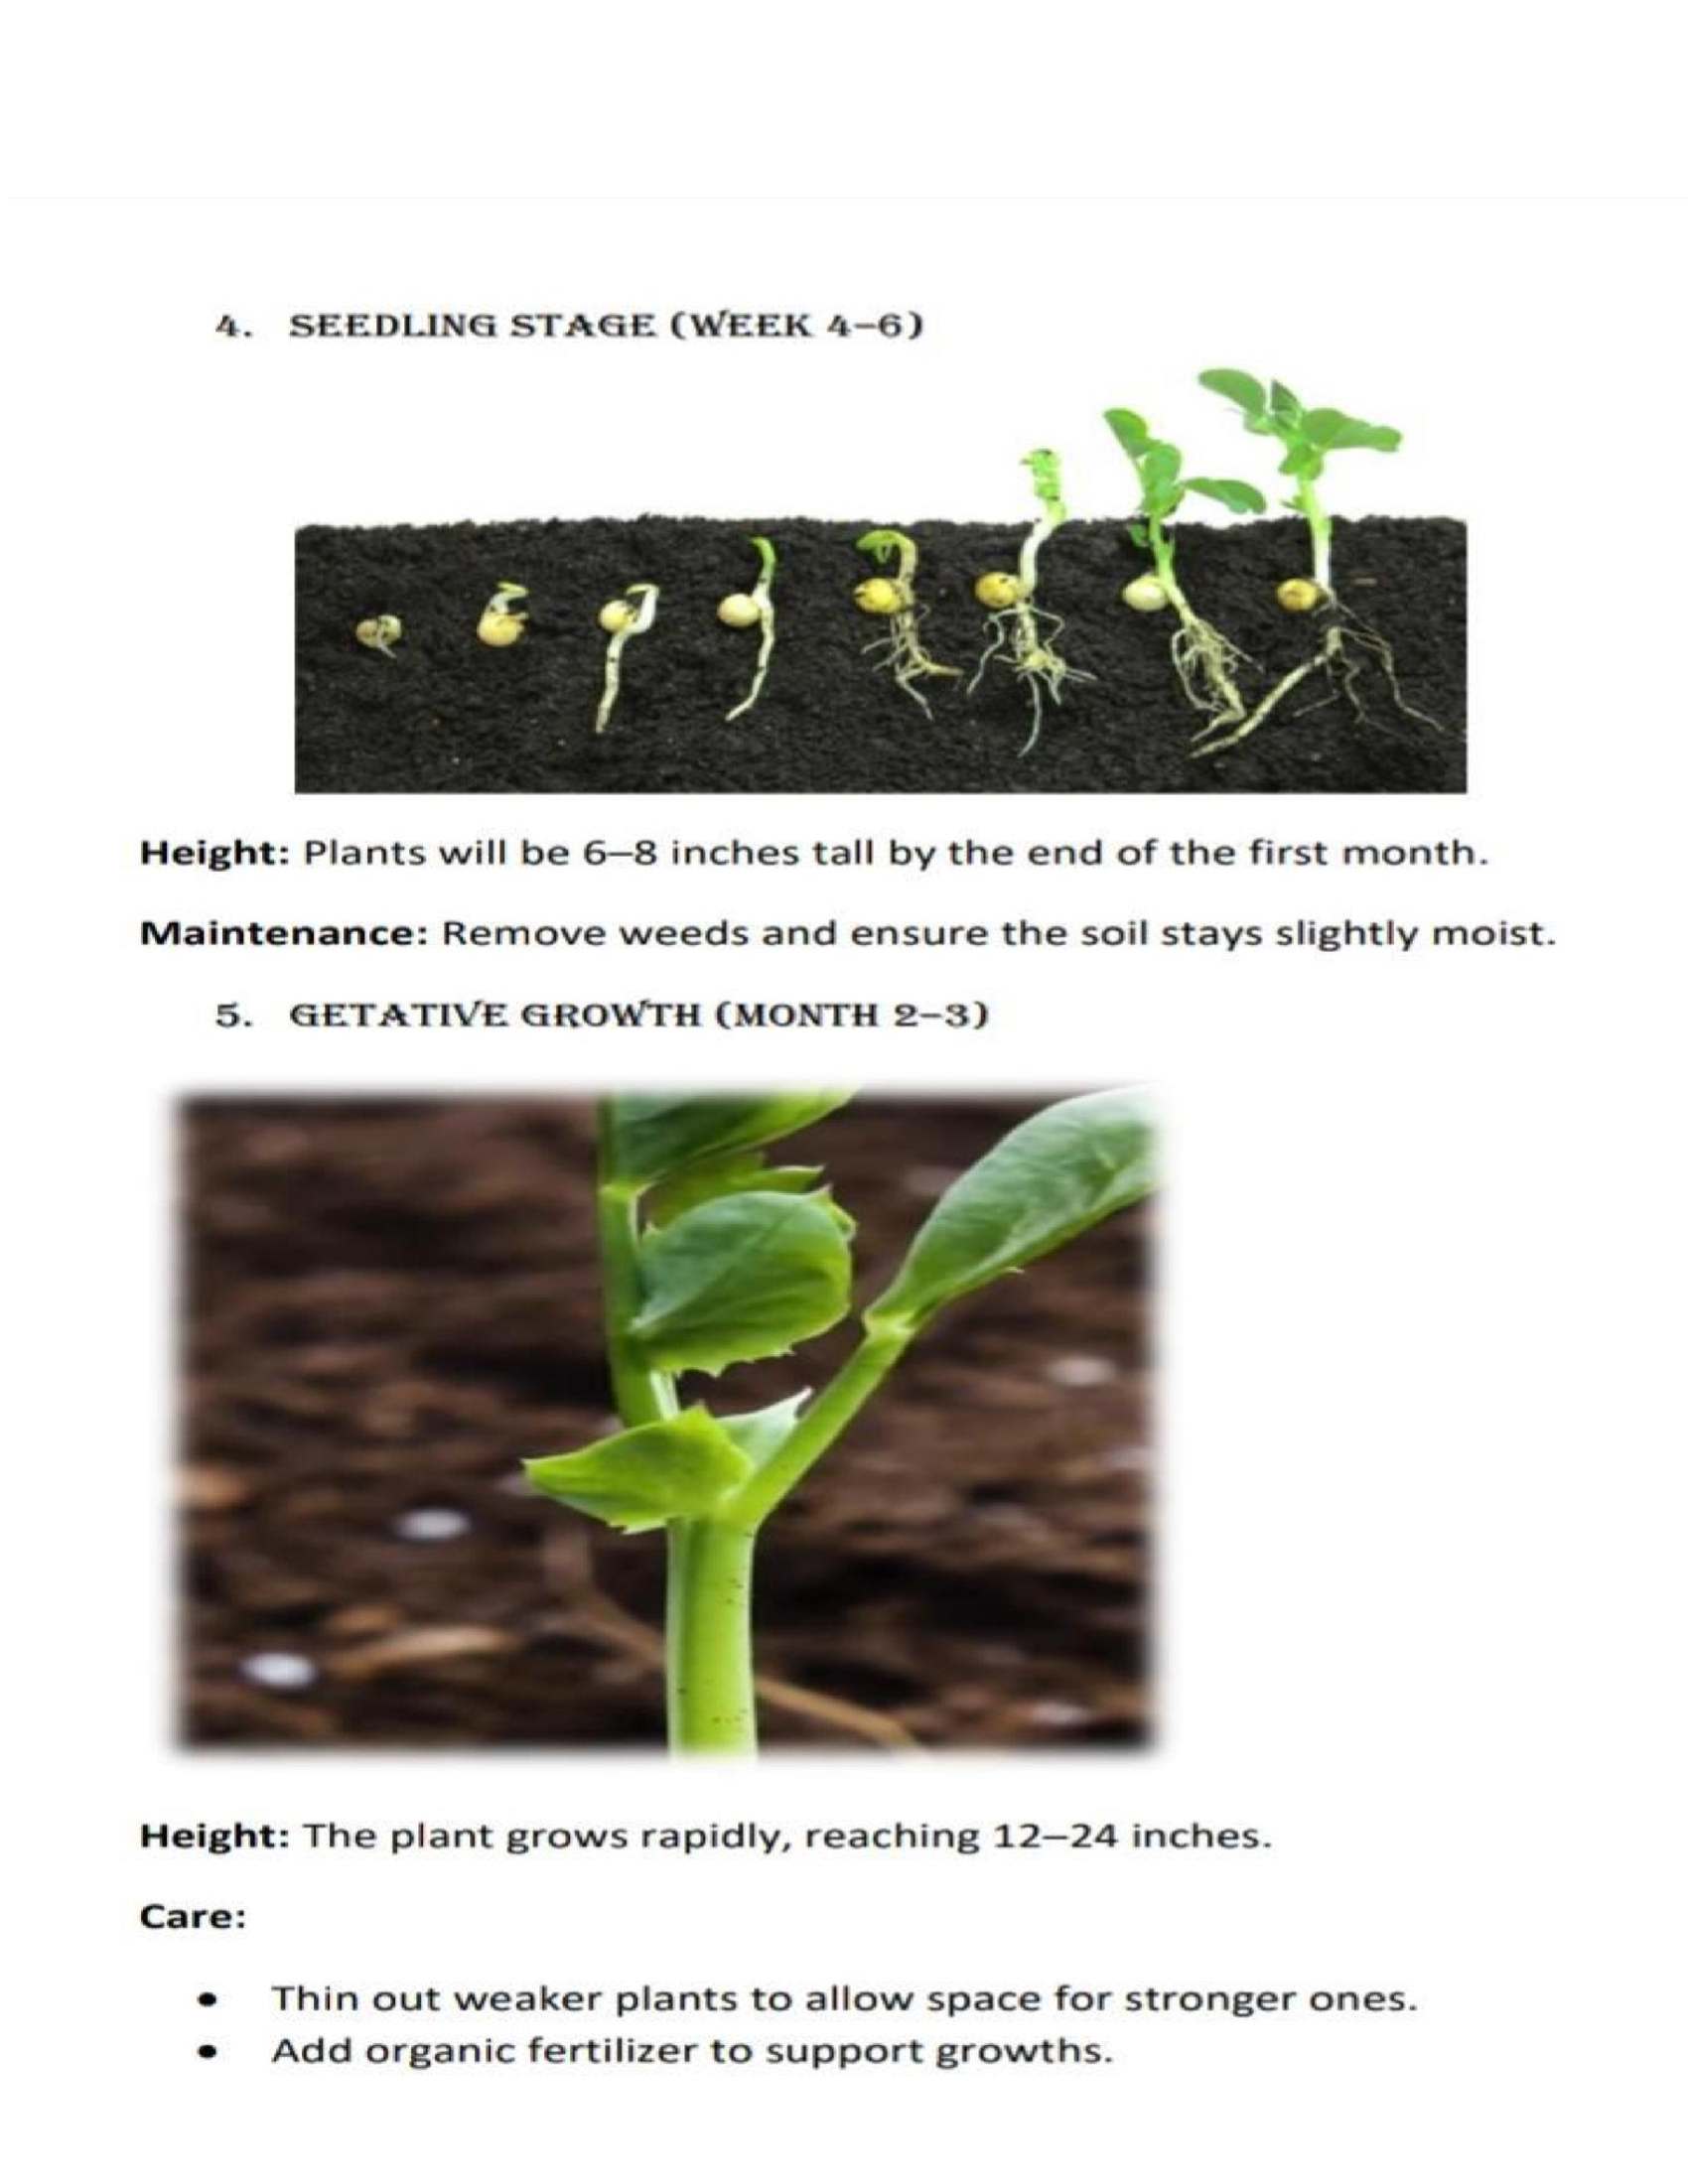 4. SEEDLING STAGE (WEEK 4–6)
Height: Plants will be 6–8 inches tall by the end of the first month.
Maintenance: Remove weeds and ensure the soil stays slightly moist.
5. GETATIVE GROWTH (MONTH 2–3)
Height: The plant grows rapidly, reaching 12–24 inches.
Care:
• Thin out weaker plants to allow space for stronger ones.
• Add organic fertilizer to support growths.